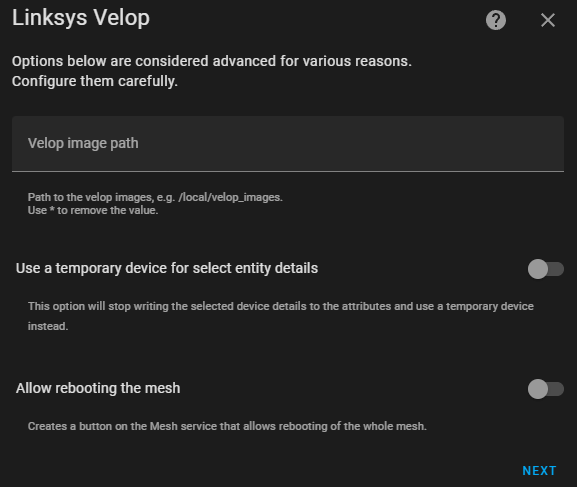 Linksys Velop
Options below are considered advanced for various reasons.
Configure them carefully.
Velop image path
Path to the velop images, e.g. /local/velop_images.
Use * to remove the value.
Use a temporary device for select entity details
This option will stop writing the selected device details to the attributes and use a temporary device
instead.
Allow rebooting the mesh
Creates a button on the Mesh service that allows rebooting of the whole mesh.
NEXT